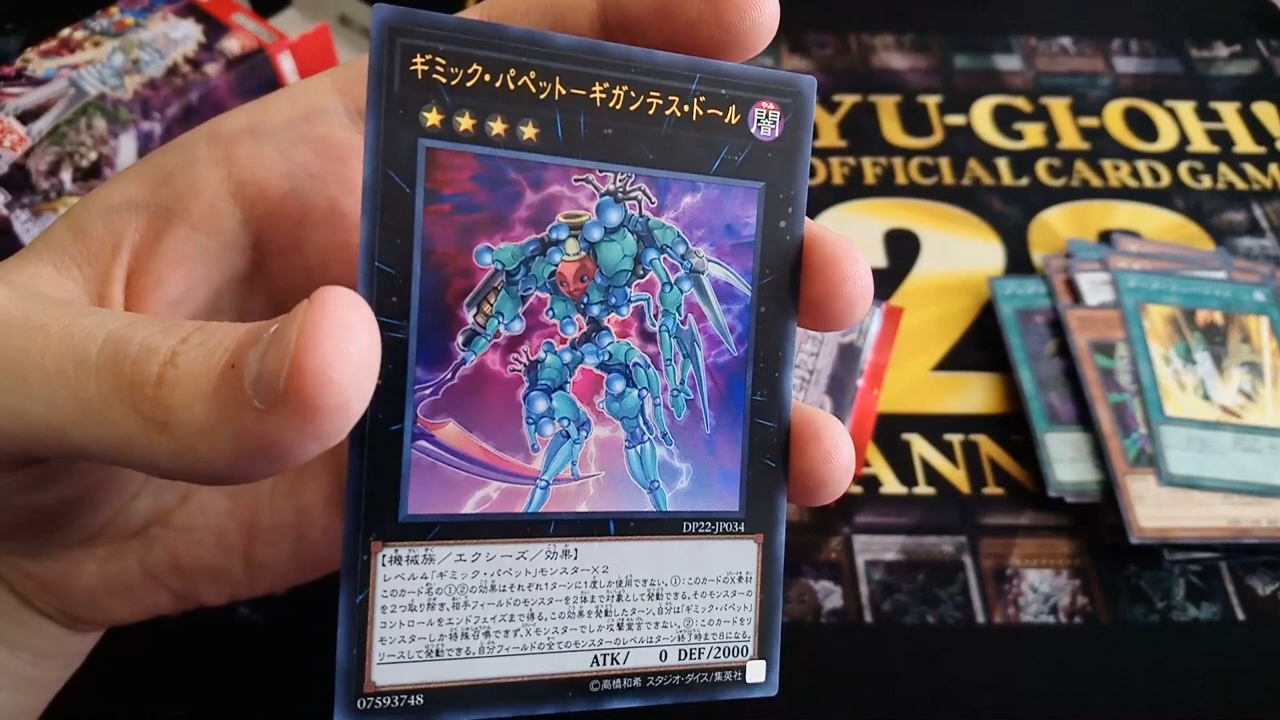 ギミック・パペット－ギガンテス・ドール
闇
やみ
DP22-JP034
【機械族／エクシーズ／効果】
レベル４「ギミック・パペット」モンスター×２
このカード名の①②の効果はそれぞれ１ターンに１度しか使用できない。①：このカードのX素材
を２つ取り除き、相手フィールドのモンスターを２体まで対象として発動できる。そのモンスターの
コントロールをエンドフェイズまで得る。この効果を発動したターン、自分は「ギミック・パペット」
モンスターしか特殊召喚できず、Xモンスターでしか攻撃宣言できない。②：このカードをリ
リースして発動できる。自分フィールドの全てのモンスターのレベルはターン終了時まで８になる。
ATK/ 0 DEF/2000
07593748
©高橋和希 スタジオ・ダイス/集英社
YU-GI-OH!
OFFICIAL CARD GAM
2
ANN